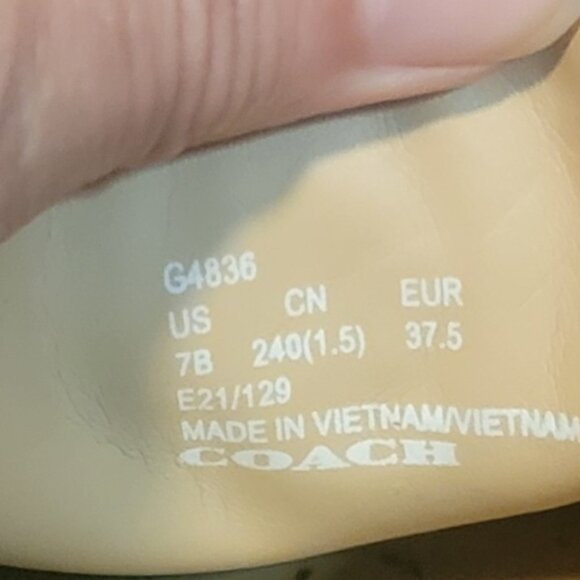 G4836
US CN EUR
7B 240(1.5) 37.5
E21/129
MADE IN VIETNAM/VIETNAM
COACH